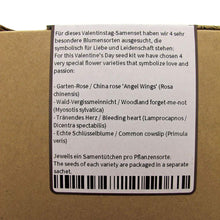 Für dieses Valentinstag-Samenset haben wir 4 sehr
besondere Blumensorten ausgesucht, die
symbolisch für Liebe und Leidenschaft stehen.
For this Valentine's Day seed kit we have chosen 4
very special flower varieties that symbolize love and
passion:
- Garten-Rose / China rose 'Angel Wings' (Rosa
chinensis)
- Wald-Vergissmeinnicht / Woodland forget-me-not
(Myosotis sylvatica)
- Tränendes Herz / Bleeding heart (Lamprocapnos /
Dicentra spectabilis)
- Echte Schlüsselblume / Common cowslip (Primula
veris)
Jeweils ein Samentütchen pro Pflanzensorte.
The seeds of each variety are packaged in a separate
sachet.